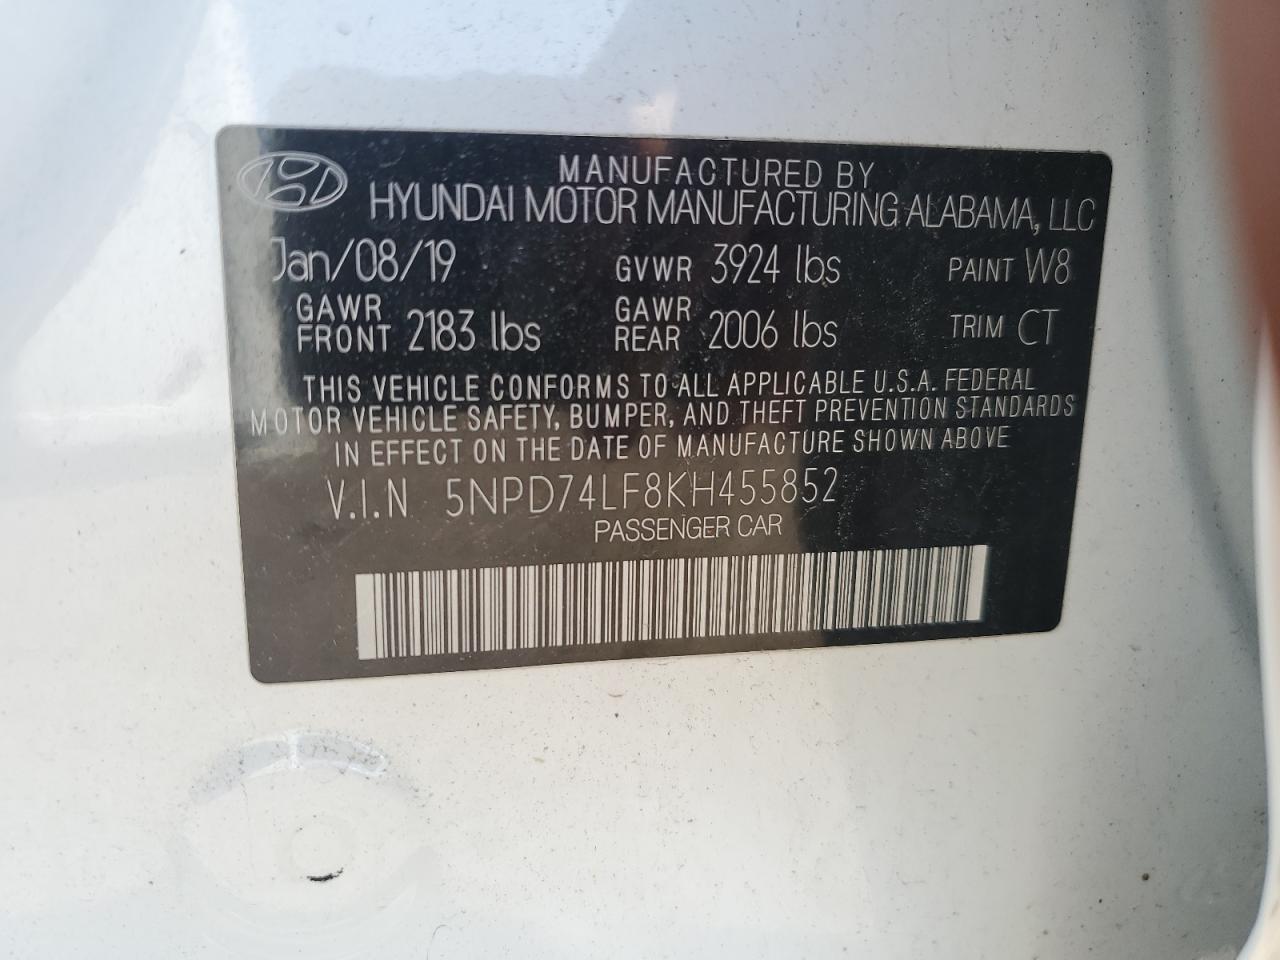 MANUFACTURED BY
HYUNDAI MOTOR MANUFACTURING ALABAMA, LLC
Jan/08/19 GVWR 3924 lbs PAINT W8
GAWR FRONT 2183 lbs GAWR REAR 2006 lbs TRIM CT
THIS VEHICLE CONFORMS TO ALL APPLICABLE U.S.A. FEDERAL
MOTOR VEHICLE SAFETY, BUMPER, AND THEFT PREVENTION STANDARDS
IN EFFECT ON THE DATE OF MANUFACTURE SHOWN ABOVE
V.I.N 5NPD74LF8KH455852
PASSENGER CAR